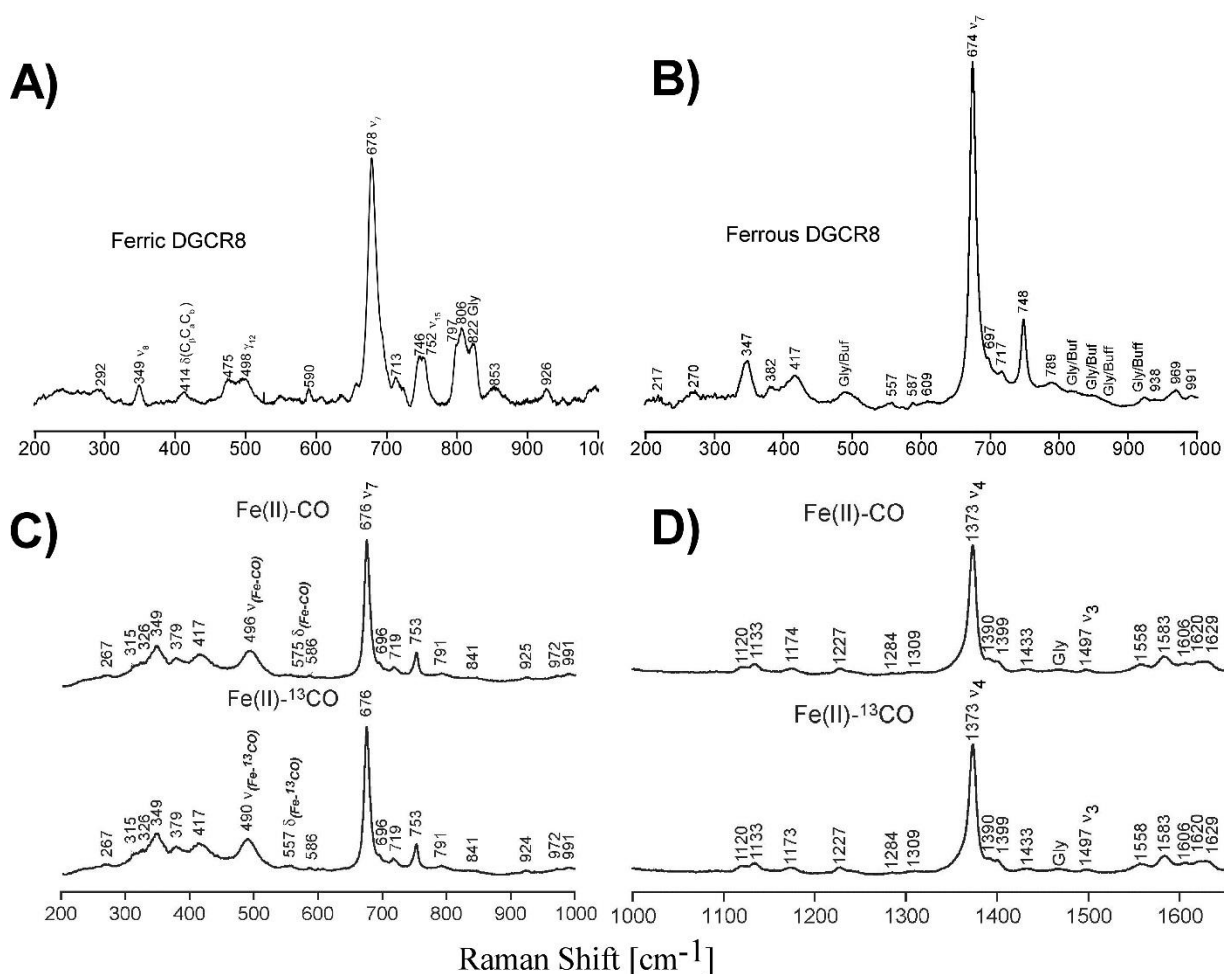 A)
Ferric DGCR8
292
349 ν8
414 δ(CβCaCb)
475
498 γ12
590
678 ν7
713
746
752 ν15
797
806
822 Gly
853
926
200 300 400 500 600 700 800 900 100
B)
Ferrous DGCR8
217
270
347
382
417
Gly/Buf
557
587
609
674 ν7
697
717
748
789
Gly/Buf
Gly/Buf
Gly/Buff
Gly/Buff
938
969
991
200 300 400 500 600 700 800 900 1000
C)
Fe(II)-CO
267
315
326
349
379
417
496 ν(Fe-CO)
575 δ(Fe-CO)
586
676 ν7
696
719
753
791
841
925
972
991
Fe(II)-13CO
267
315
326
349
379
417
490 ν(Fe-13CO)
557 δ(Fe-13CO)
586
676
696
719
753
791
841
924
972
991
200 300 400 500 600 700 800 900 1000
D)
Fe(II)-CO
1120
1133
1174
1227
1284
1309
1373 ν4
1390
1399
1433
Gly
1497 ν3
1558
1583
1606
1620
1629
Fe(II)-13CO
1120
1133
1173
1227
1284
1309
1373 ν4
1390
1399
1433
Gly
1497 ν3
1558
1583
1606
1620
1629
1000 1100 1200 1300 1400 1500 1600
Raman Shift [cm-1]